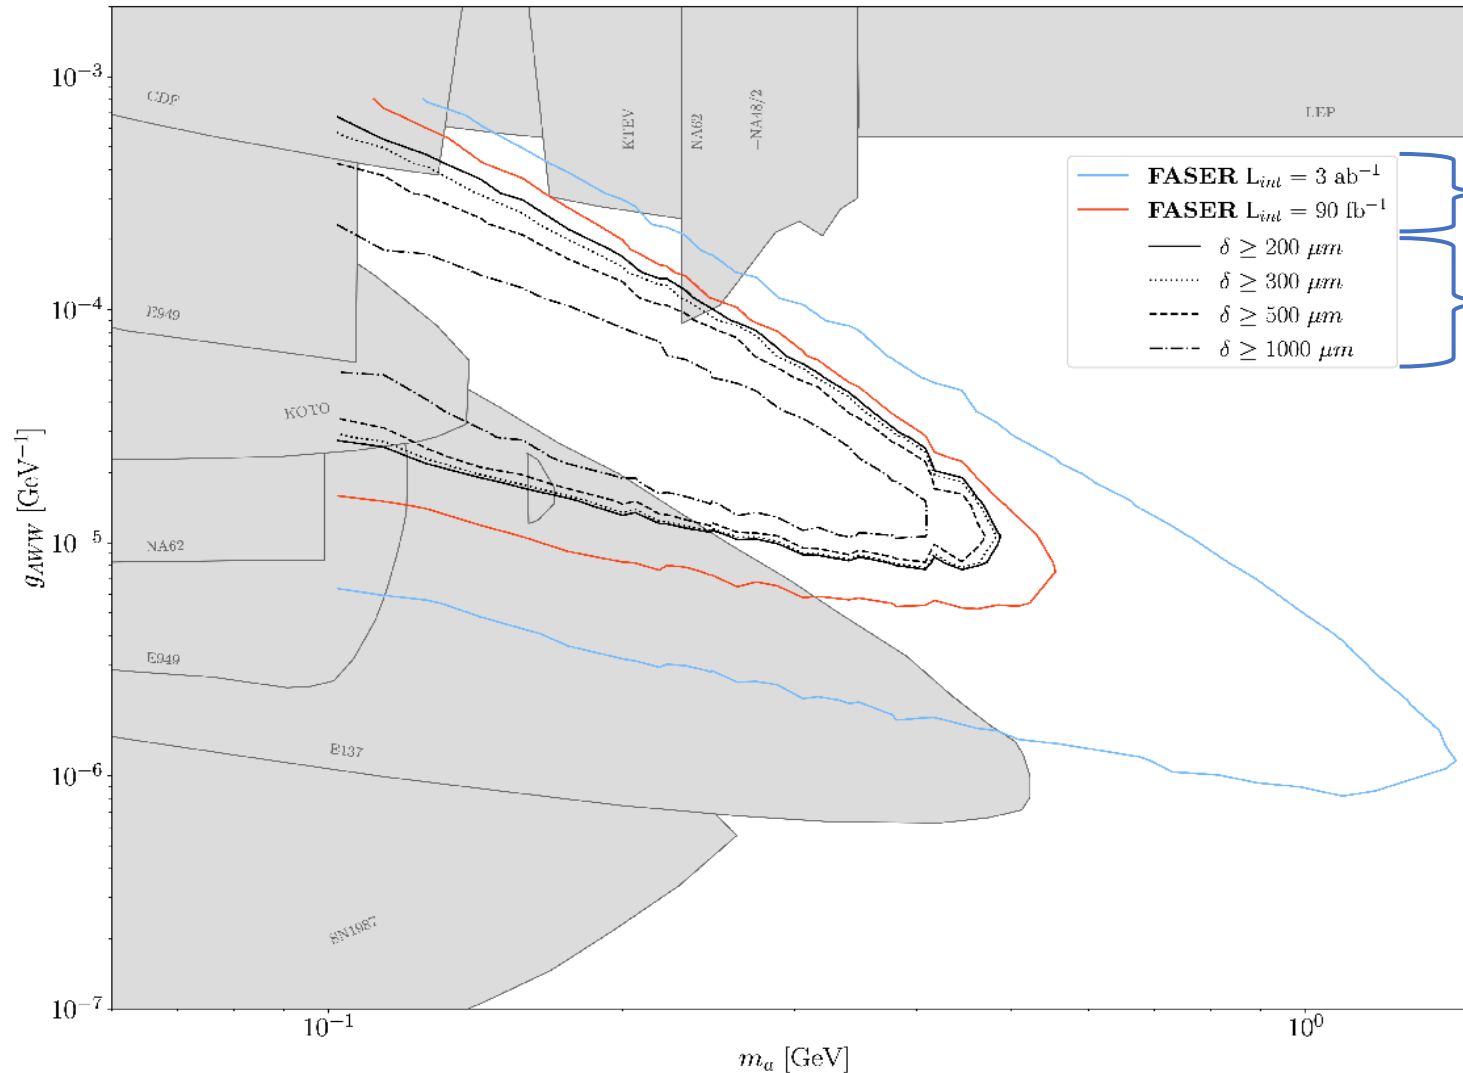 10⁻³
CDF
KTEV
NA62
–NA48/2
LEP
FASER L_int = 3 ab⁻¹
FASER L_int = 90 fb⁻¹
δ ≥ 200 μm
δ ≥ 300 μm
δ ≥ 500 μm
δ ≥ 1000 μm
10⁻⁴
E949
KOTO
g_AWW [GeV⁻¹]
10⁻⁵
NA62
E949
E137
10⁻⁶
SN1987
10⁻⁷
10⁻¹
10⁰
m_a [GeV]